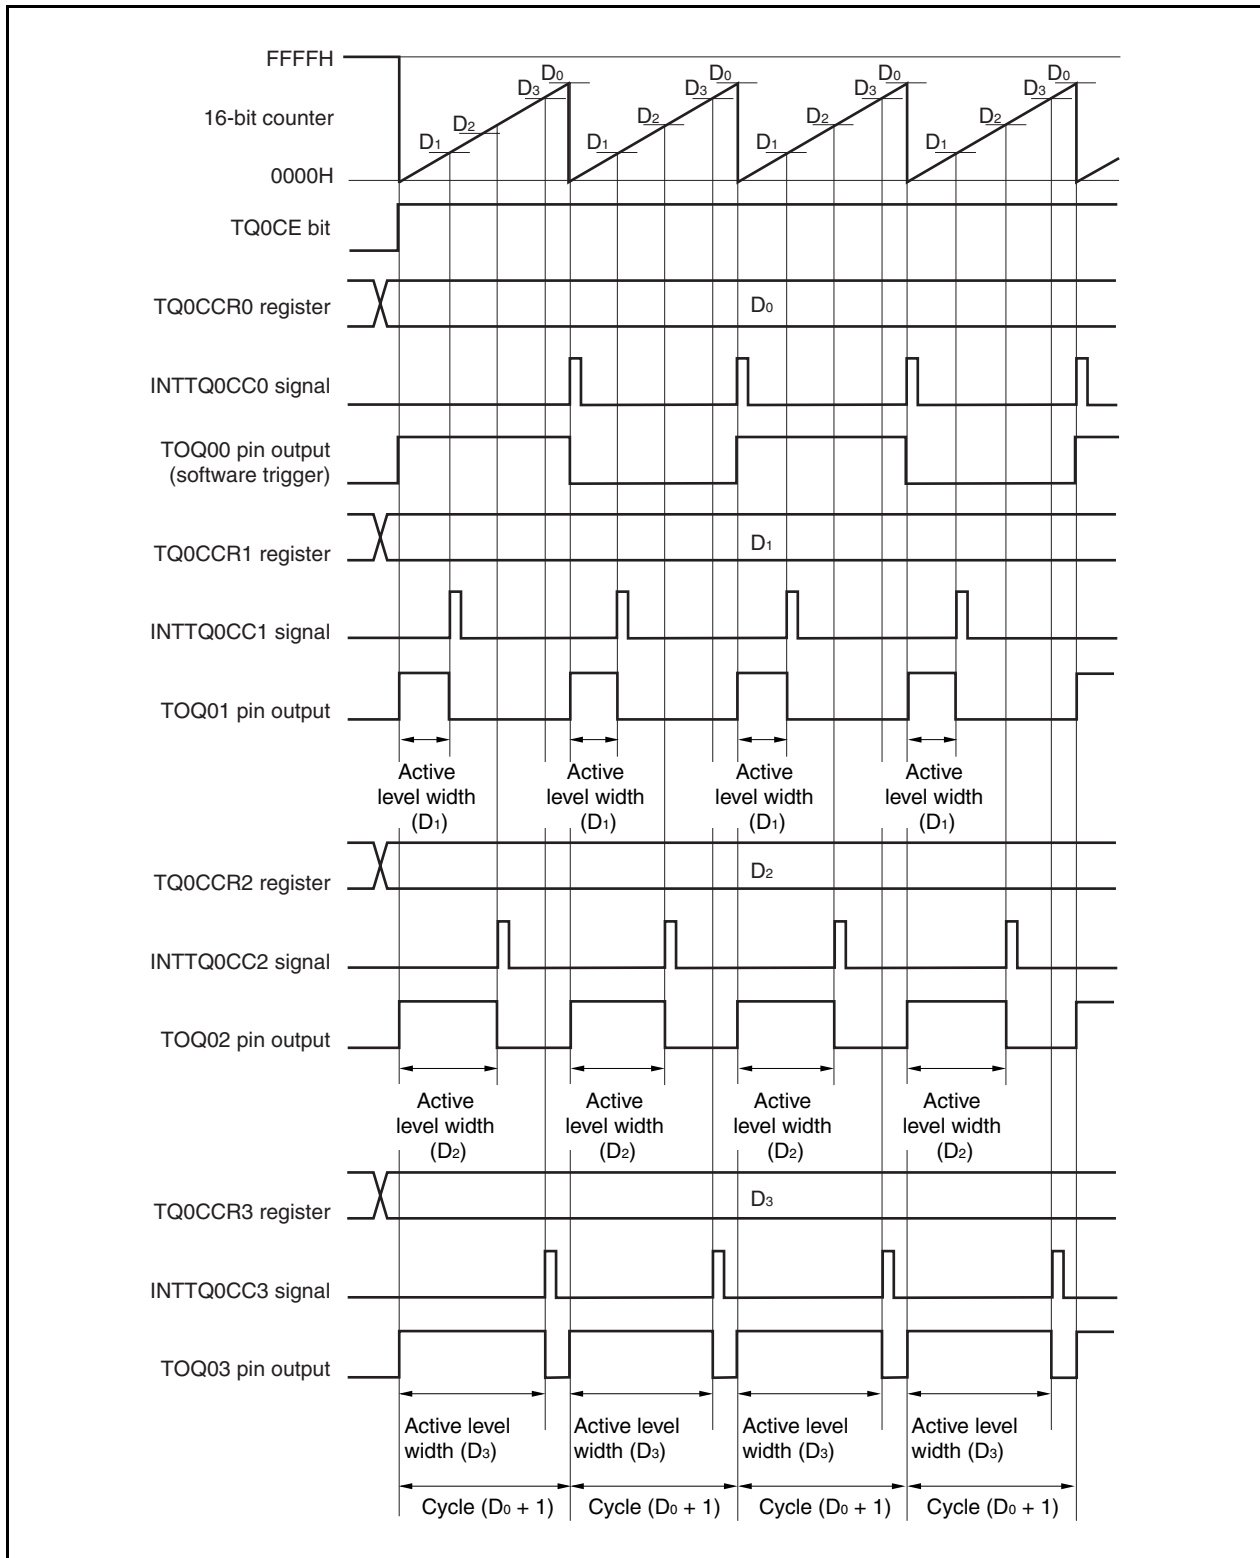 FFFFH
D0 D0 D0 D0
D3 D3 D3 D3
16-bit counter
D2 D2 D2 D2
D1 D1 D1 D1
0000H
TQ0CE bit
TQ0CCR0 register
D0
INTTQ0CC0 signal
TOQ00 pin output
(software trigger)
TQ0CCR1 register
D1
INTTQ0CC1 signal
TOQ01 pin output
Active
level width
(D1)
Active
level width
(D1)
Active
level width
(D1)
Active
level width
(D1)
TQ0CCR2 register
D2
INTTQ0CC2 signal
TOQ02 pin output
Active
level width
(D2)
Active
level width
(D2)
Active
level width
(D2)
Active
level width
(D2)
TQ0CCR3 register
D3
INTTQ0CC3 signal
TOQ03 pin output
Active level
width (D3)
Active level
width (D3)
Active level
width (D3)
Active level
width (D3)
Cycle (D0 + 1)
Cycle (D0 + 1)
Cycle (D0 + 1)
Cycle (D0 + 1)